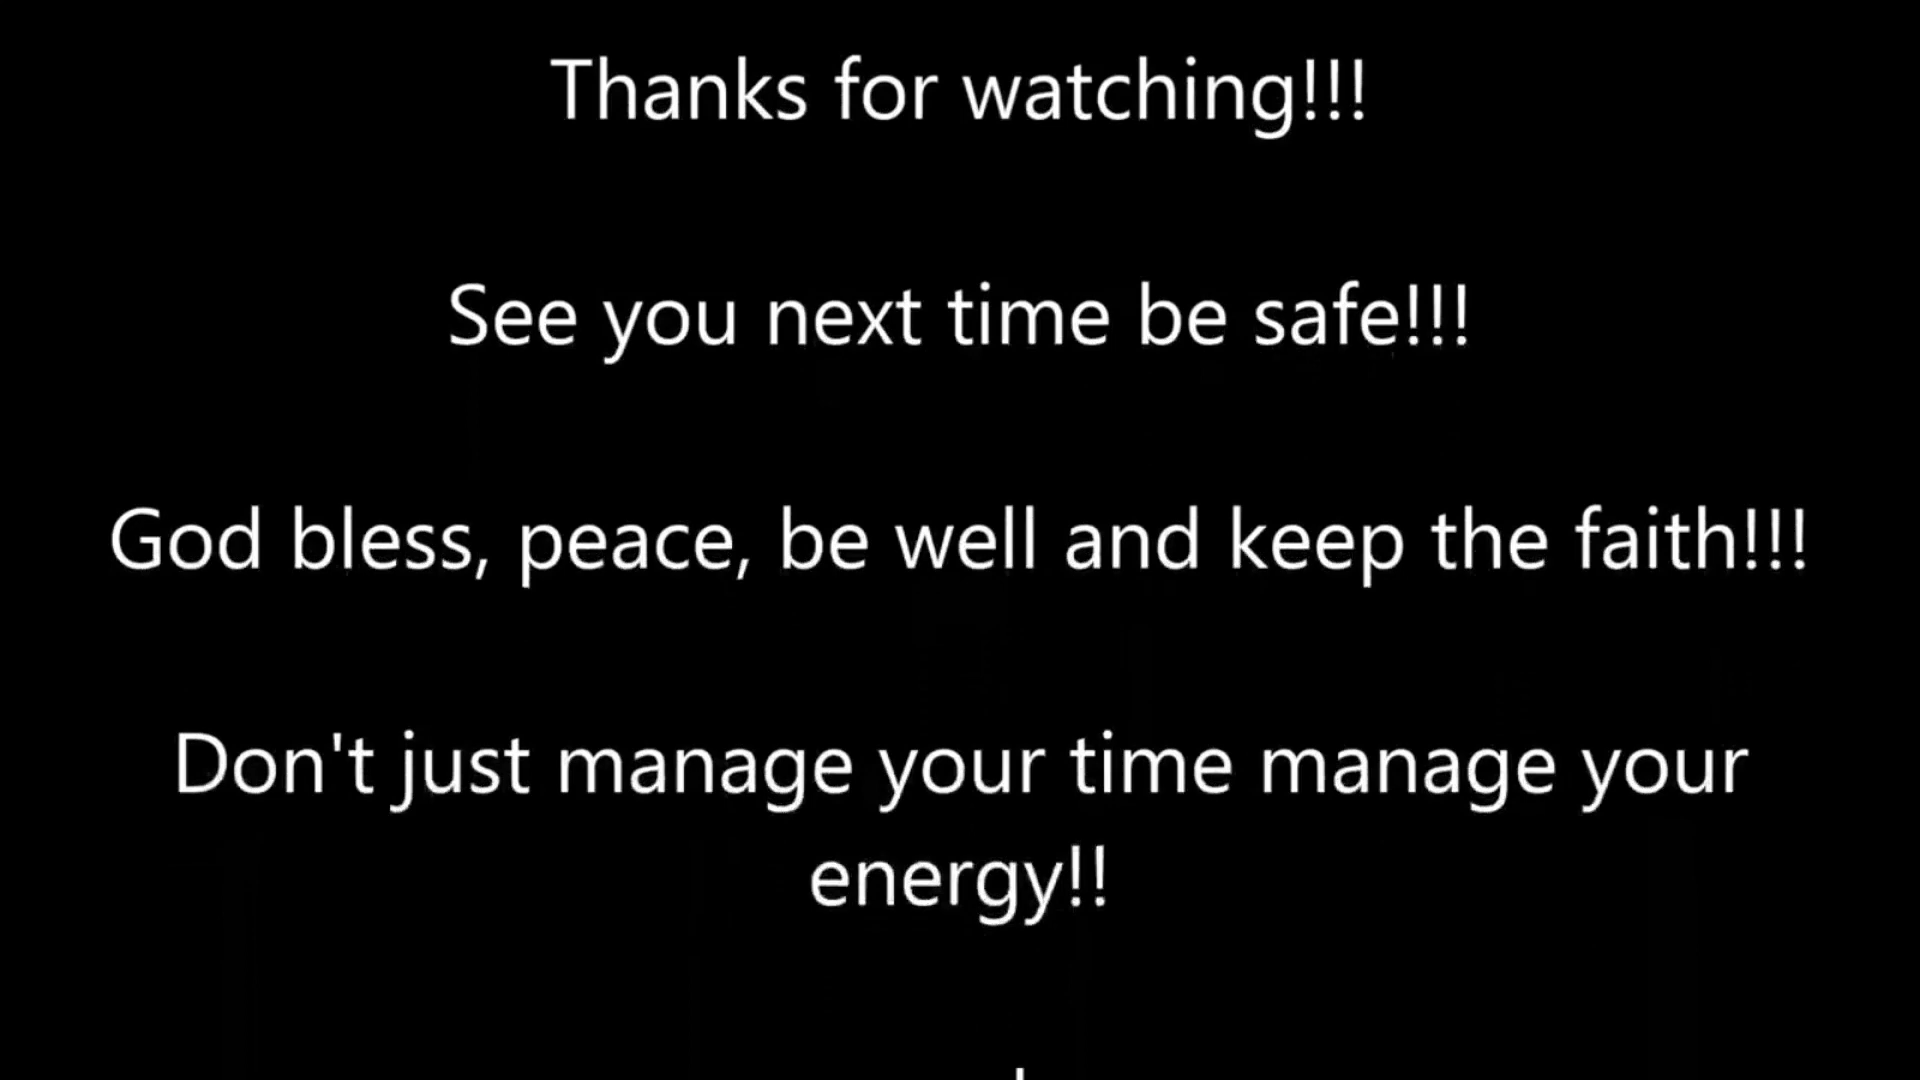 Thanks for watching!!!
See you next time be safe!!!
God bless, peace, be well and keep the faith!!!
Don't just manage your time manage your
energy!!